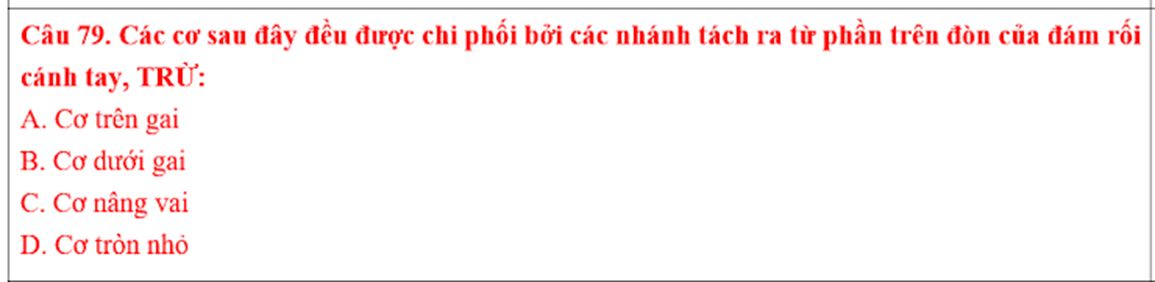 Câu 79. Các cơ sau đây đều được chi phối bởi các nhánh tách ra từ phần trên đòn của đám rối
cánh tay, TRỪ:
A. Cơ trên gai
B. Cơ dưới gai
C. Cơ nâng vai
D. Cơ tròn nhỏ